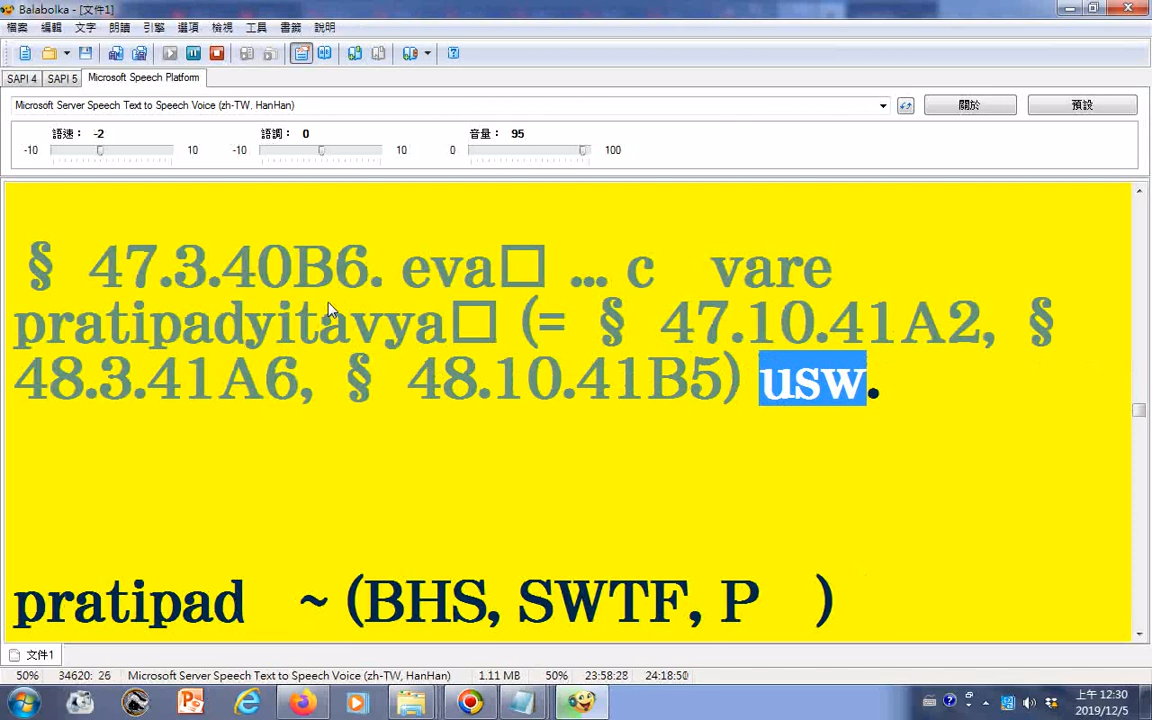 Balabolka - [文件1]
檔案 編輯 文字 朗讀 引擎 選項 檢視 工具 書籤 說明
SAPI 4 SAPI 5 Microsoft Speech Platform
Microsoft Server Speech Text to Speech Voice (zh-TW, HanHan) 關於 預設
語速： -2 語調： 0 音量： 95
-10 10 -10 10 0 100
§ 47.3.40B6. eva□ ... c vare
pratipadyitavya□ (= § 47.10.41A2, §
48.3.41A6, § 48.10.41B5) usw.
pratipad ~ (BHS, SWTF, P )
文件1
50% 34620: 26 Microsoft Server Speech Text to Speech Voice (zh-TW, HanHan) 1.11 MB 50% 23:58:28 24:18:50
上午 12:30
2019/12/5